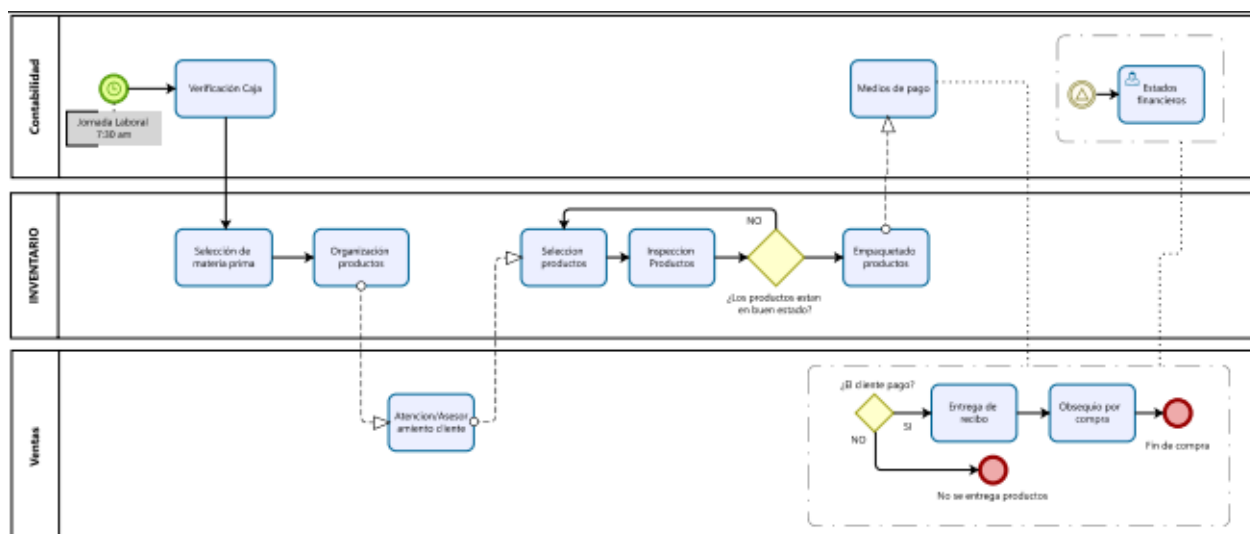 Contabilidad
Jornada Laboral
7:30 am
Verificación Caja
Medios de pago
Estados
financieros
INVENTARIO
Selección de
materia prima
Organización
productos
Seleccion
productos
Inspeccion
Productos
NO
¿Los productos estan
en buen estado?
Empaquetado
productos
Ventas
Atencion/Asesor
amiento cliente
¿El cliente pago?
SI
NO
Entrega de
recibo
Obsequio por
compra
Fin de compra
No se entrega productos